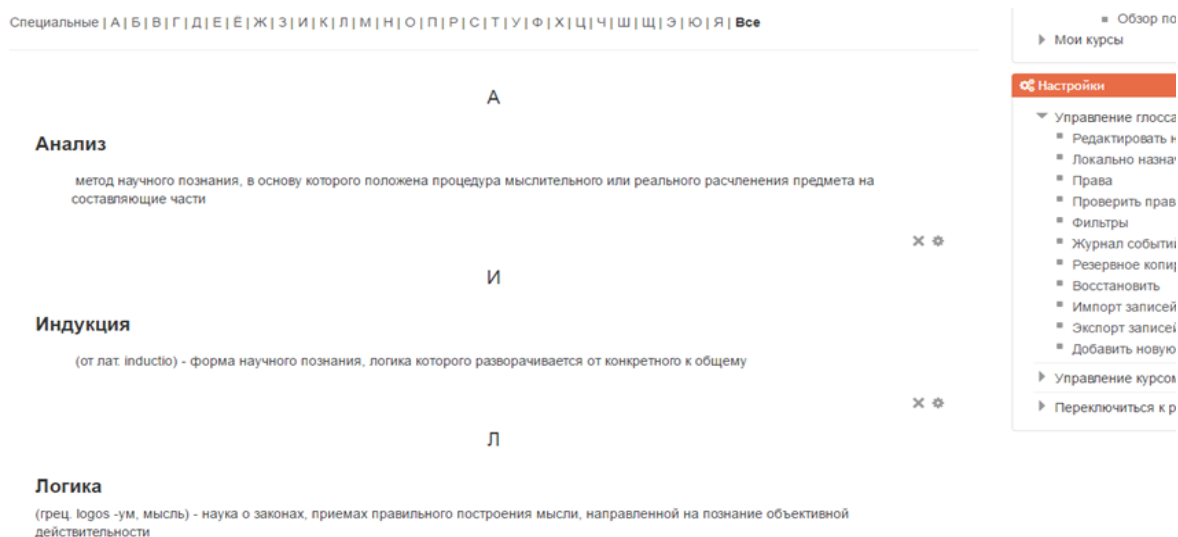 Специальные | А | Б | В | Г | Д | Е | Ё | Ж | З | И | К | Л | М | Н | О | П | Р | С | Т | У | Ф | Х | Ц | Ч | Ш | Щ | Э | Ю | Я | Все
А
Анализ
метод научного познания, в основу которого положена процедура мыслительного или реального расчленения предмета на
составляющие части
И
Индукция
(от лат. inductio) - форма научного познания, логика которого разворачивается от конкретного к общему
Л
Логика
(грец. logos -ум, мысль) - наука о законах, приемах правильного построения мысли, направленной на познание объективной
действительности
Обзор по
Мои курсы
Настройки
Управление глосса
Редактировать н
Локально назнач
Права
Проверить прав
Фильтры
Журнал событий
Резервное копир
Восстановить
Импорт записей
Экспорт записей
Добавить новую
Управление курсом
Переключиться к р